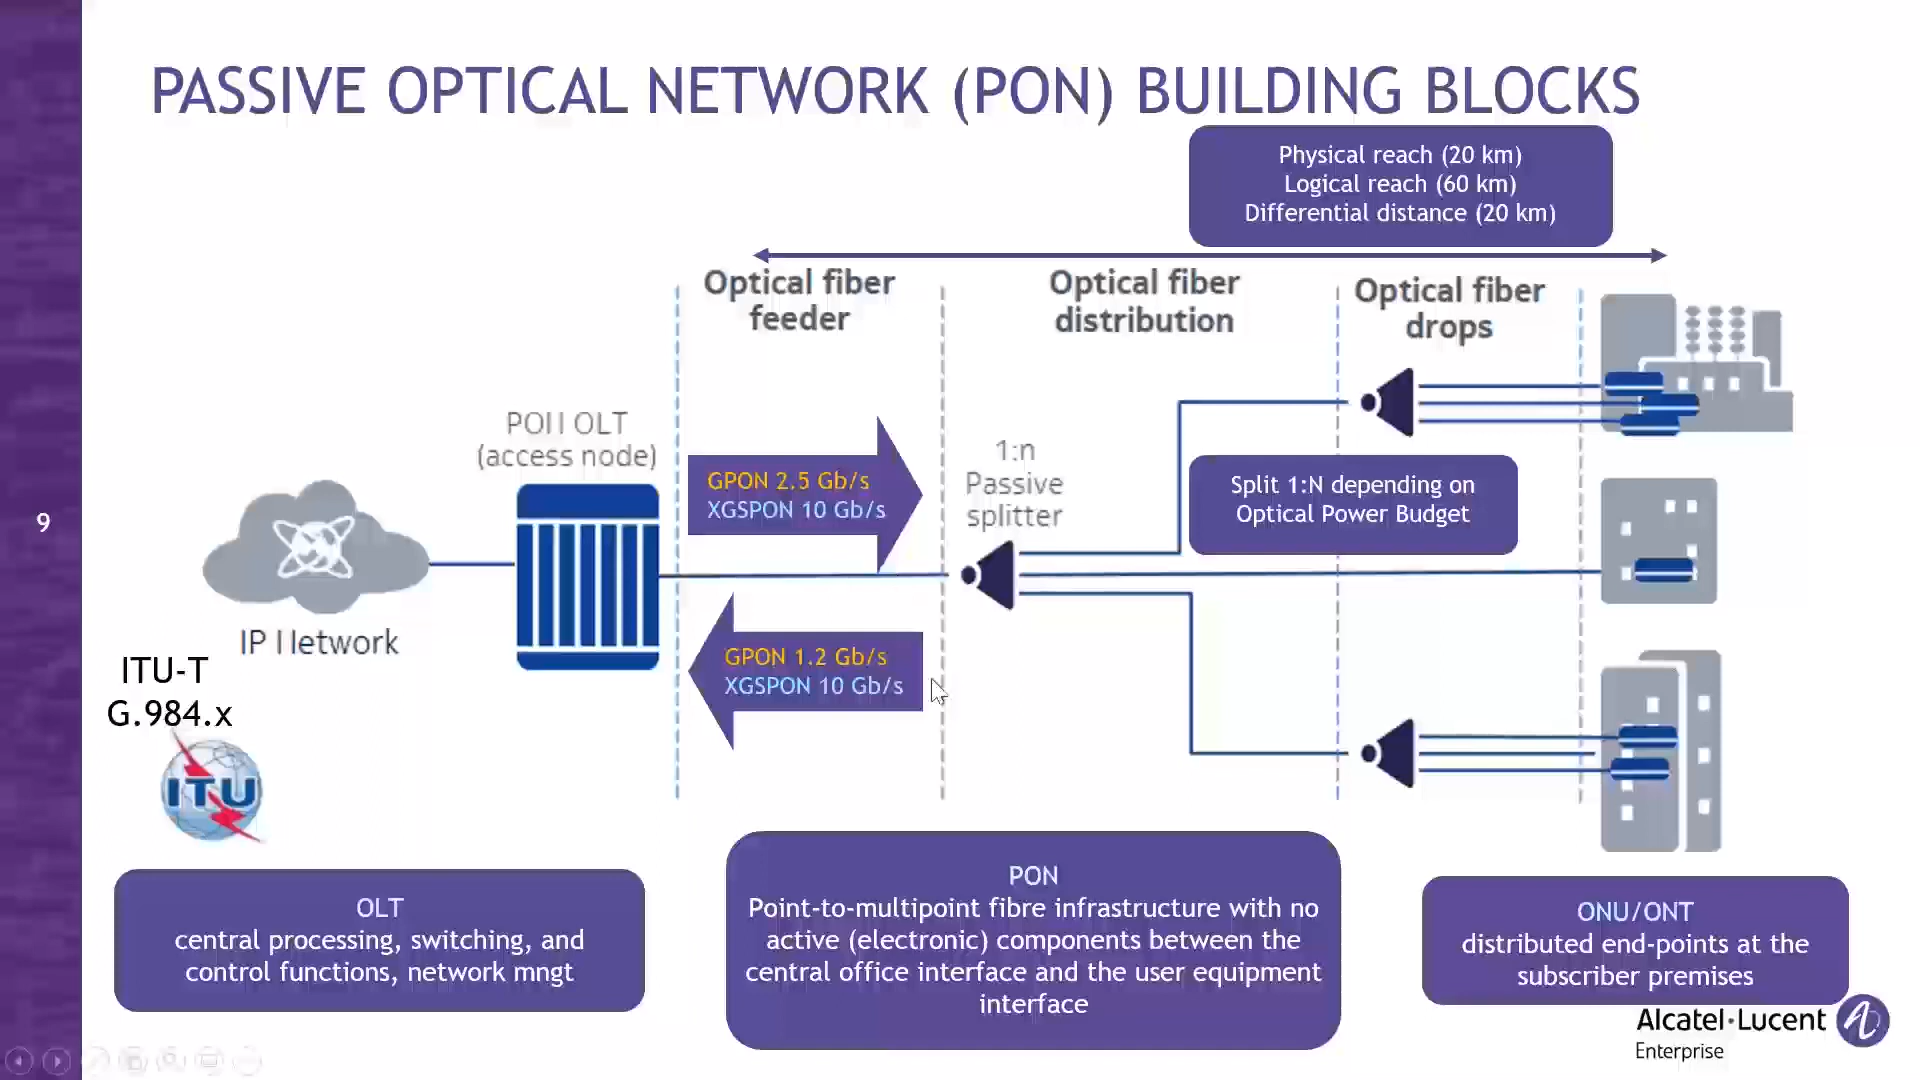 PASSIVE OPTICAL NETWORK (PON) BUILDING BLOCKS
Physical reach (20 km)
Logical reach (60 km)
Differential distance (20 km)
Optical fiber
feeder
Optical fiber
distribution
Optical fiber
drops
PON OLT
(access node)
GPON 2.5 Gb/s
XGSPON 10 Gb/s
1:n
Passive
splitter
Split 1:N depending on
Optical Power Budget
9
IP Network
GPON 1.2 Gb/s
XGSPON 10 Gb/s
ITU-T
G.984.x
ITU
OLT
central processing, switching, and
control functions, network mngt
PON
Point-to-multipoint fibre infrastructure with no
active (electronic) components between the
central office interface and the user equipment
interface
ONU/ONT
distributed end-points at the
subscriber premises
Alcatel·Lucent
Enterprise